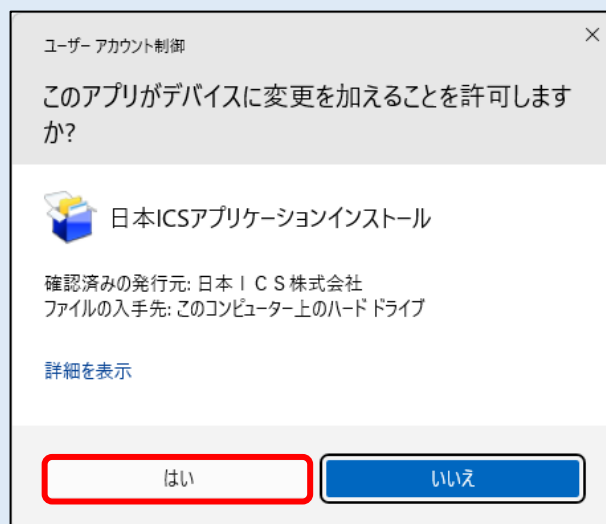 ユーザー アカウント制御
このアプリがデバイスに変更を加えることを許可します
か?
日本ICSアプリケーションインストール
確認済みの発行元: 日本ＩＣＳ株式会社
ファイルの入手先: このコンピューター上のハード ドライブ
詳細を表示
はい
いいえ